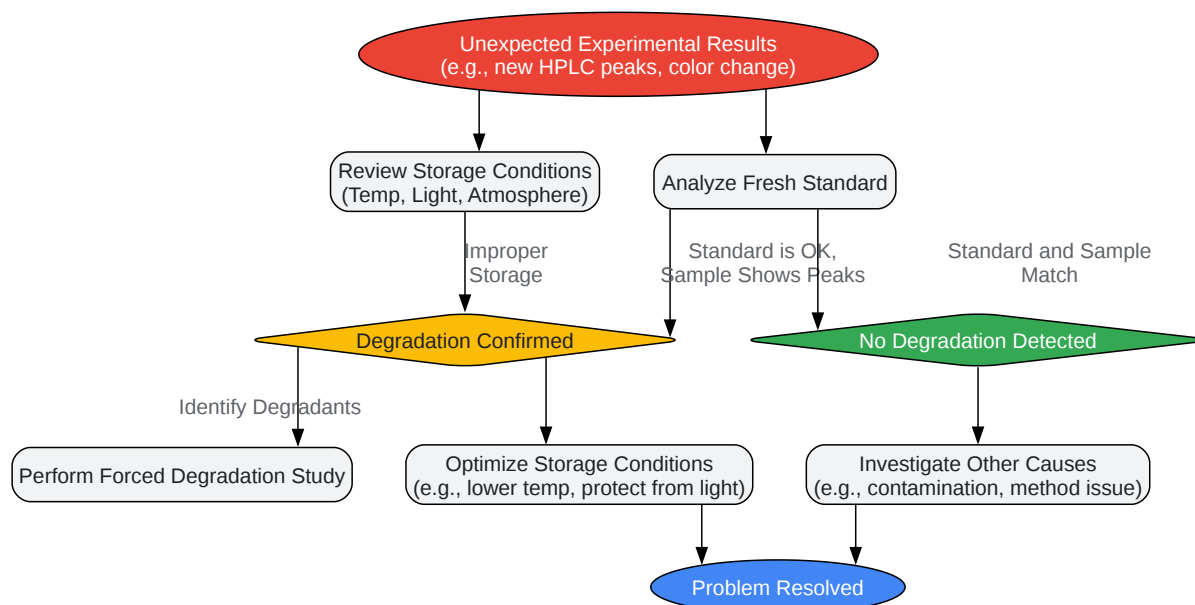 Unexpected Experimental Results
(e.g., new HPLC peaks, color change)
Review Storage Conditions
(Temp, Light, Atmosphere)
Analyze Fresh Standard
Improper
Storage
Standard is OK,
Sample Shows Peaks
Standard and Sample
Match
Degradation Confirmed
No Degradation Detected
Identify Degradants
Perform Forced Degradation Study
Optimize Storage Conditions
(e.g., lower temp, protect from light)
Investigate Other Causes
(e.g., contamination, method issue)
Problem Resolved